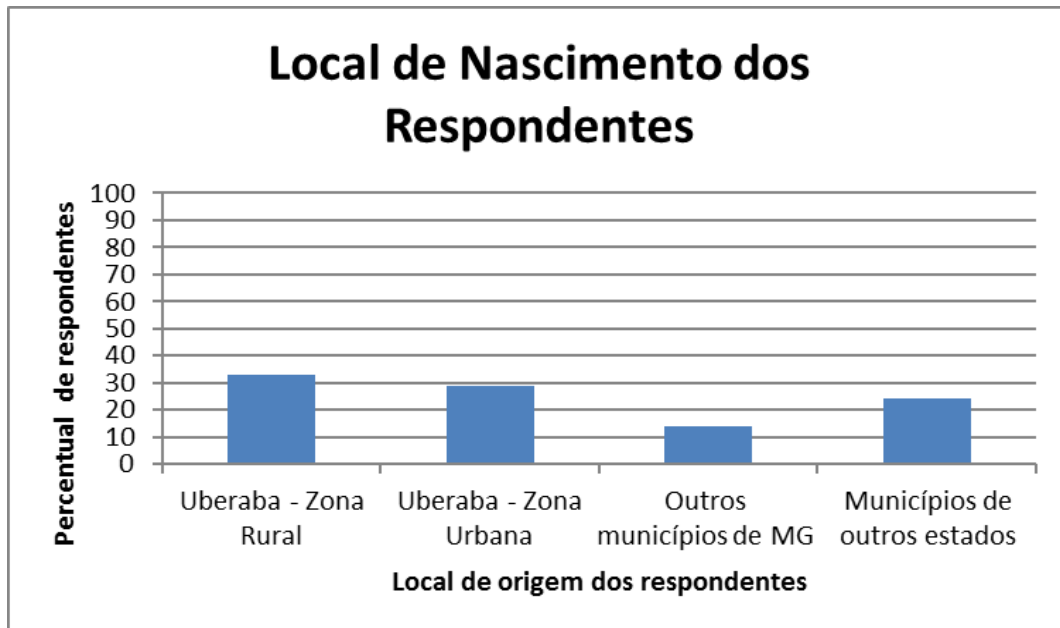 Local de Nascimento dos
Respondentes
Percentual de respondentes
100
90
80
70
60
50
40
30
20
10
0
Uberaba - Zona
Rural
Uberaba - Zona
Urbana
Outros
municípios de MG
Municípios de
outros estados
Local de origem dos respondentes